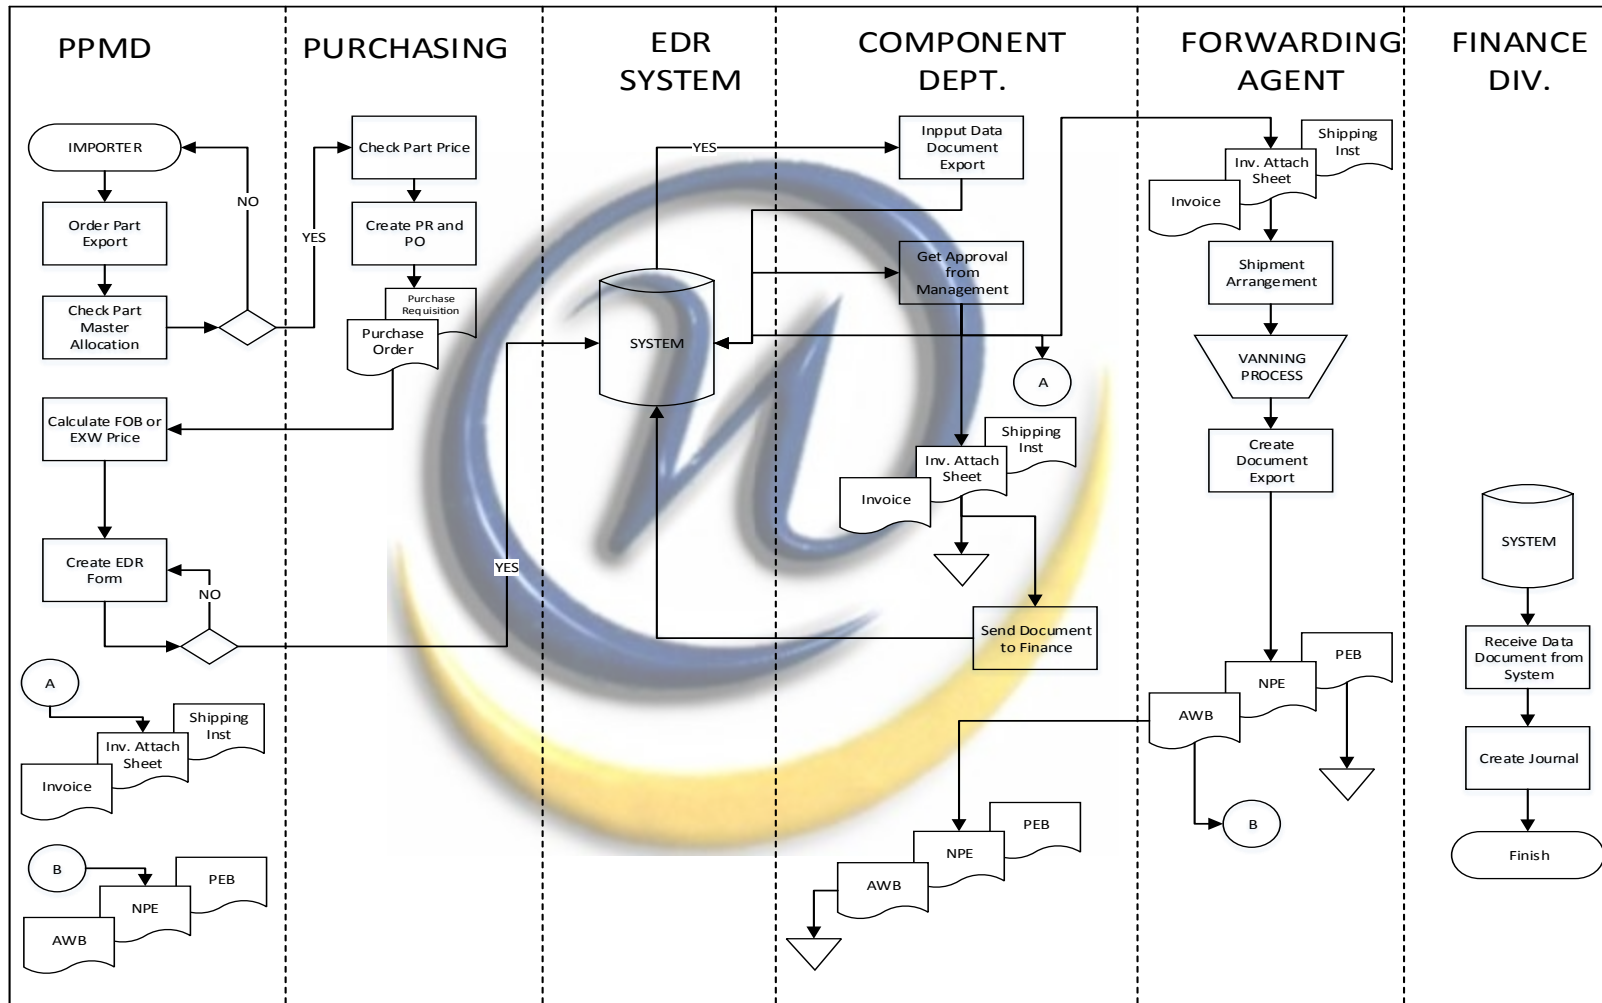 PPMD
PURCHASING
EDR
SYSTEM
COMPONENT
DEPT.
FORWARDING
AGENT
FINANCE
DIV.
IMPORTER
NO
Order Part
Export
YES
Check Part
Master
Allocation
Calculate FOB or
EXW Price
Create EDR
Form
NO
A
Shipping
Inst
Inv. Attach
Sheet
Invoice
B
PEB
NPE
AWB
Check Part Price
Create PR and
PO
Purchase
Requisition
Purchase
Order
YES
SYSTEM
YES
Inpput Data
Document
Export
Get Approval
from
Management
A
Shipping
Inst
Inv. Attach
Sheet
Invoice
Send Document
to Finance
PEB
NPE
AWB
Shipping
Inst
Inv. Attach
Sheet
Invoice
Shipment
Arrangement
VANNING
PROCESS
Create
Document
Export
PEB
NPE
AWB
B
SYSTEM
Receive Data
Document from
System
Create Journal
Finish